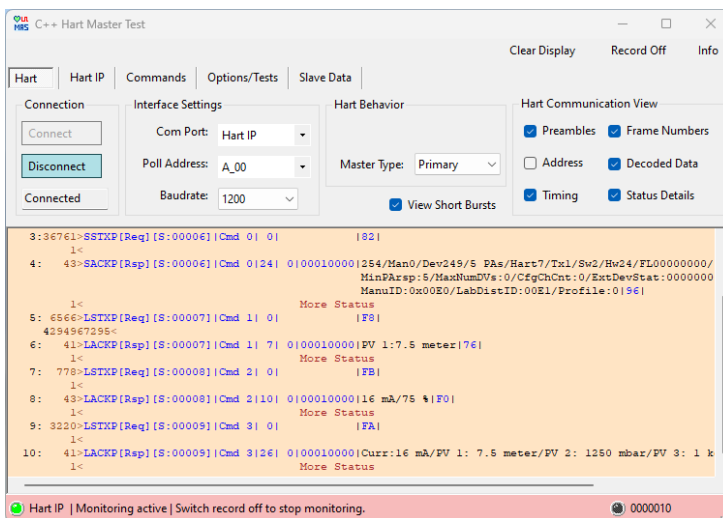 C++ Hart Master Test
Clear Display Record Off Info
Hart Hart IP Commands Options/Tests Slave Data
Connection Interface Settings Hart Behavior Hart Communication View
Connect Com Port: Hart IP Preambles Frame Numbers
Disconnect Poll Address: A_00 Master Type: Primary Address Decoded Data
Connected Baudrate: 1200 View Short Bursts Timing Status Details
3:36761>SSTXP[Req][S:00006]|Cmd 0| 0| |82|
1<
4: 43>SACKP[Rsp][S:00006]|Cmd 0|24| 0|00010000|254/Man0/Dev249/5 PAs/Hart7/Tx1/Sw2/Hw24/FL00000000/
MinPArsp:5/MaxNumDVs:0/CfgChCnt:0/ExtDevStat:0000000
ManuID:0x00E0/LabDistID:00E1/Profile:0|96|
1< More Status
5: 6566>LSTXP[Req][S:00007]|Cmd 1| 0| |F8|
4294967295<
6: 41>LACKP[Rsp][S:00007]|Cmd 1| 7| 0|00010000|PV 1:7.5 meter|76|
1< More Status
7: 778>LSTXP[Req][S:00008]|Cmd 2| 0| |FB|
1<
8: 43>LACKP[Rsp][S:00008]|Cmd 2|10| 0|00010000|16 mA/75 %|F0|
1< More Status
9: 3220>LSTXP[Req][S:00009]|Cmd 3| 0| |FA|
1<
10: 41>LACKP[Rsp][S:00009]|Cmd 3|26| 0|00010000|Curr:16 mA/PV 1: 7.5 meter/PV 2: 1250 mbar/PV 3: 1 k
1< More Status
Hart IP | Monitoring active | Switch record off to stop monitoring. 0000010